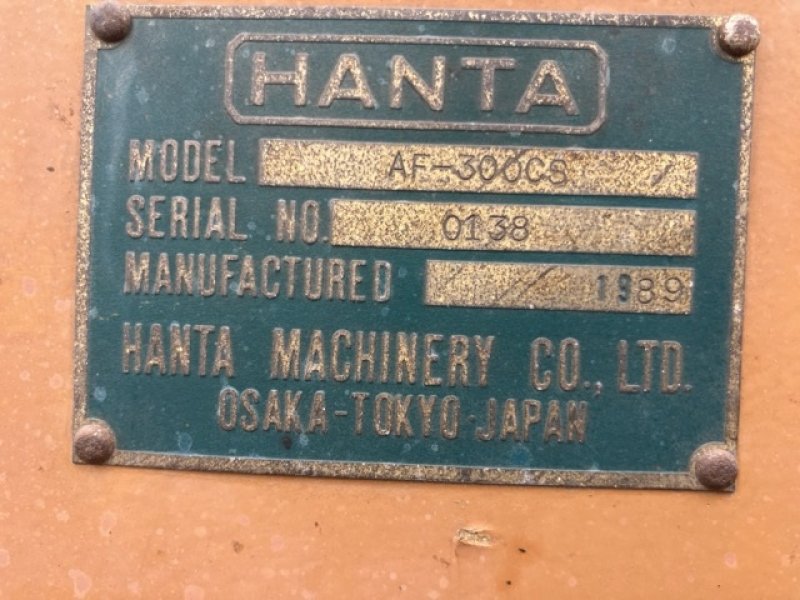 HANTA
MODEL AF-300CS
SERIAL NO. 0138
MANUFACTURED 1989
HANTA MACHINERY CO., LTD.
OSAKA-TOKYO JAPAN